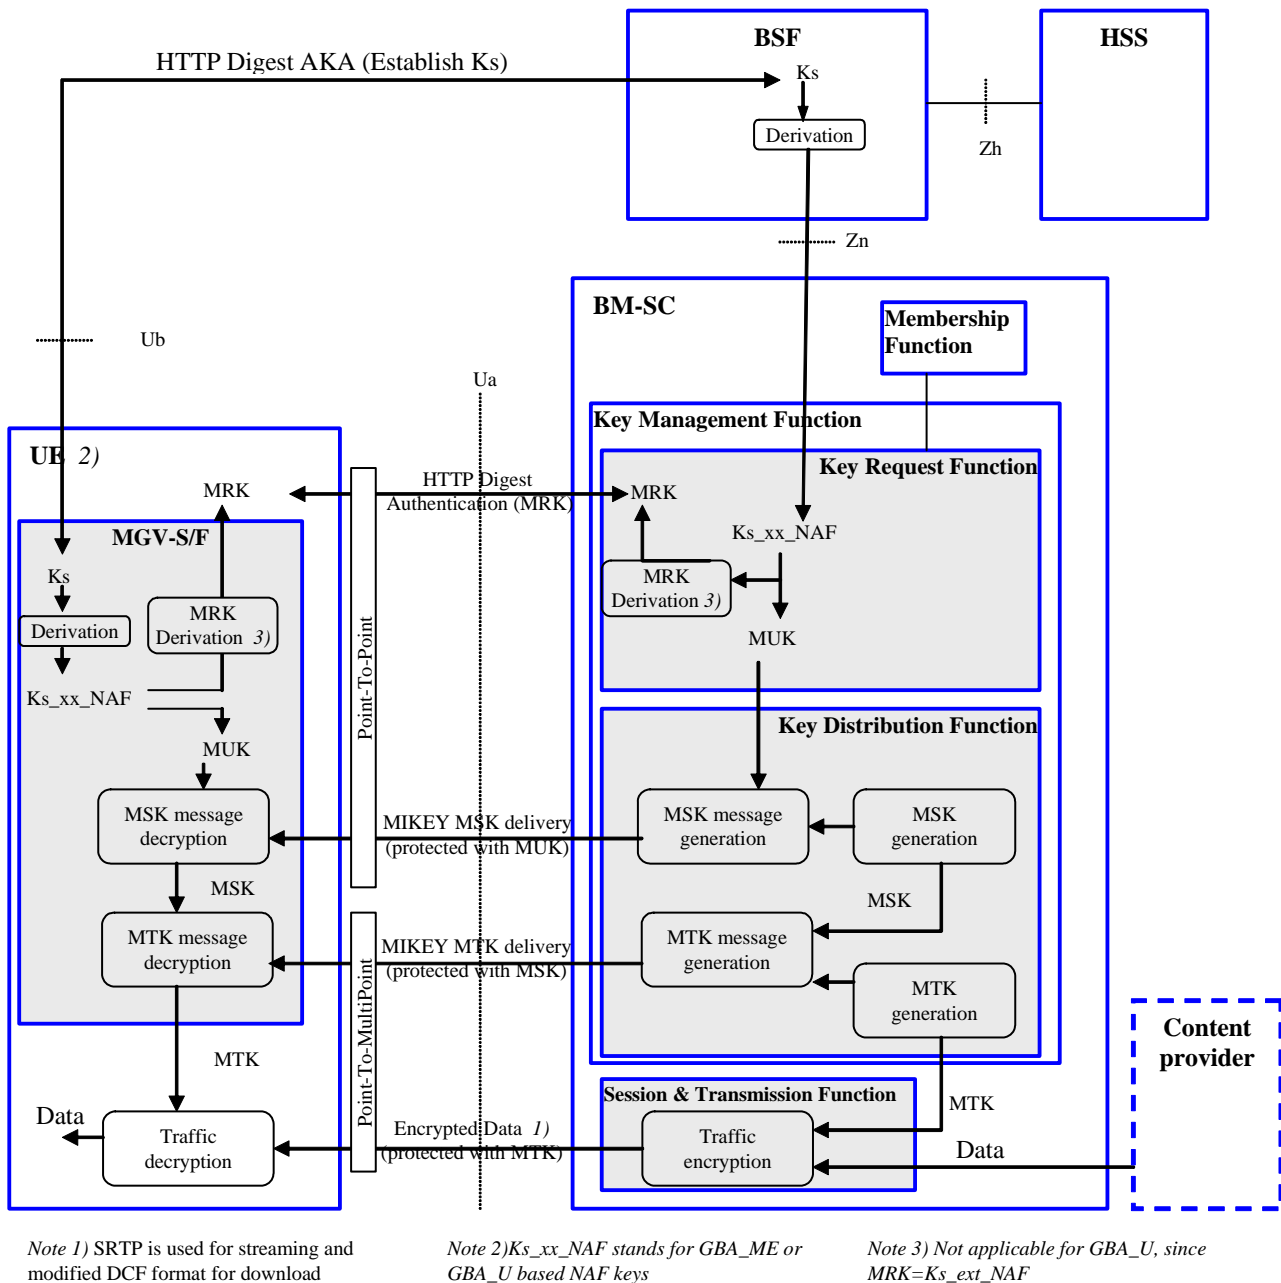 BSF
HSS
HTTP Digest AKA (Establish Ks)
Ks
Derivation
Zh
Zn
BM-SC
Membership
Function
Ub
Ua
Key Management Function
UE 2)
Key Request Function
MRK
HTTP Digest
Authentication (MRK)
MRK
MGV-S/F
Ks_xx_NAF
Ks
MRK
Derivation 3)
MRK
Derivation 3)
Derivation
MUK
Ks_xx_NAF
Point-To-Point
MUK
Key Distribution Function
MSK message
decryption
MIKEY MSK delivery
(protected with MUK)
MSK message
generation
MSK
generation
MSK
MSK
MTK message
decryption
MIKEY MTK delivery
(protected with MSK)
MTK message
generation
MTK
generation
Point-To-MultiPoint
Content
provider
MTK
Session & Transmission Function
MTK
Data
Traffic
decryption
Encrypted Data 1)
(protected with MTK)
Traffic
encryption
Data
Note 1) SRTP is used for streaming and
modified DCF format for download
Note 2)Ks_xx_NAF stands for GBA_ME or
GBA_U based NAF keys
Note 3) Not applicable for GBA_U, since
MRK=Ks_ext_NAF